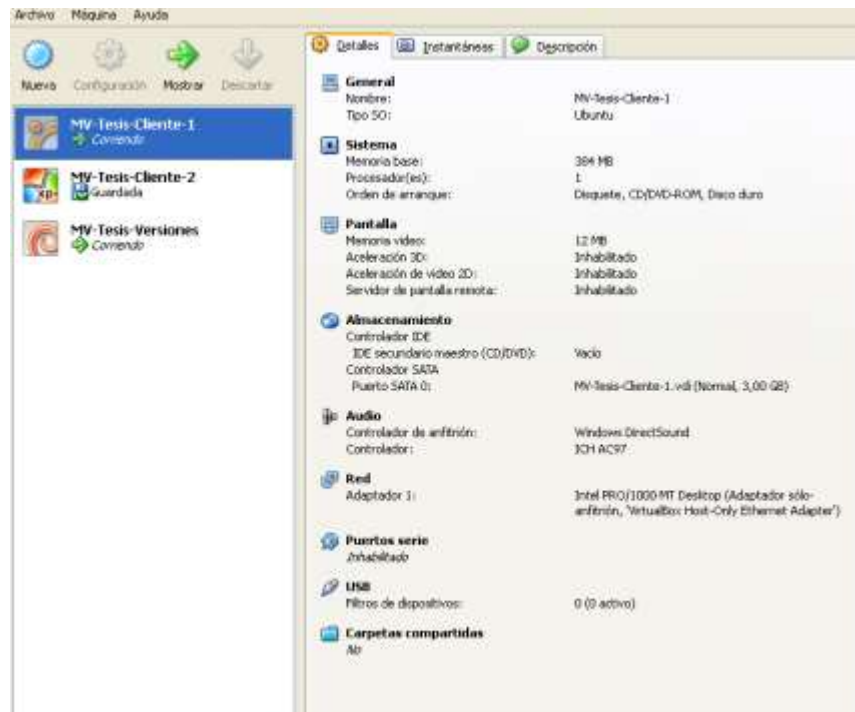 Archivo Máquina Ayuda
Nueva Configuración Mostrar Descartar
MV-Tesis-Cliente-1
Corriendo
MV-Tesis-Cliente-2
Guardada
MV-Tesis-Versiones
Corriendo
Detalles Instantáneas Descripción
General
Nombre: MV-Tesis-Cliente-1
Tipo SO: Ubuntu
Sistema
Memoria base: 384 MB
Procesador(es): 1
Orden de arranque: Disquete, CD/DVD-ROM, Disco duro
Pantalla
Memoria video: 12 MB
Aceleración 3D: Inhabilitado
Aceleración de video 2D: Inhabilitado
Servidor de pantalla remota: Inhabilitado
Almacenamiento
Controlador IDE
IDE secundario maestro (CD/DVD): Vacío
Controlador SATA
Puerto SATA 0: MV-Tesis-Cliente-1.vdi (Normal, 3,00 GB)
Audio
Controlador de anfitrión: Windows DirectSound
Controlador: ICH AC97
Red
Adaptador 1: Intel PRO/1000 MT Desktop (Adaptador sólo-
anfitrión, 'VirtualBox Host-Only Ethernet Adapter')
Puertos serie
Inhabilitado
USB
Filtros de dispositivos: 0 (0 activo)
Carpetas compartidas
No